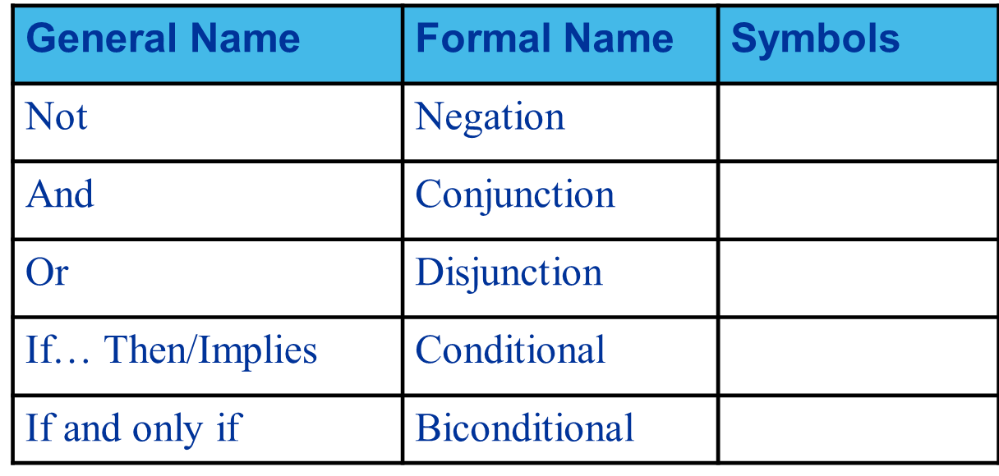 General Name Formal Name Symbols
Not Negation
And Conjunction
Or Disjunction
If… Then/Implies Conditional
If and only if Biconditional